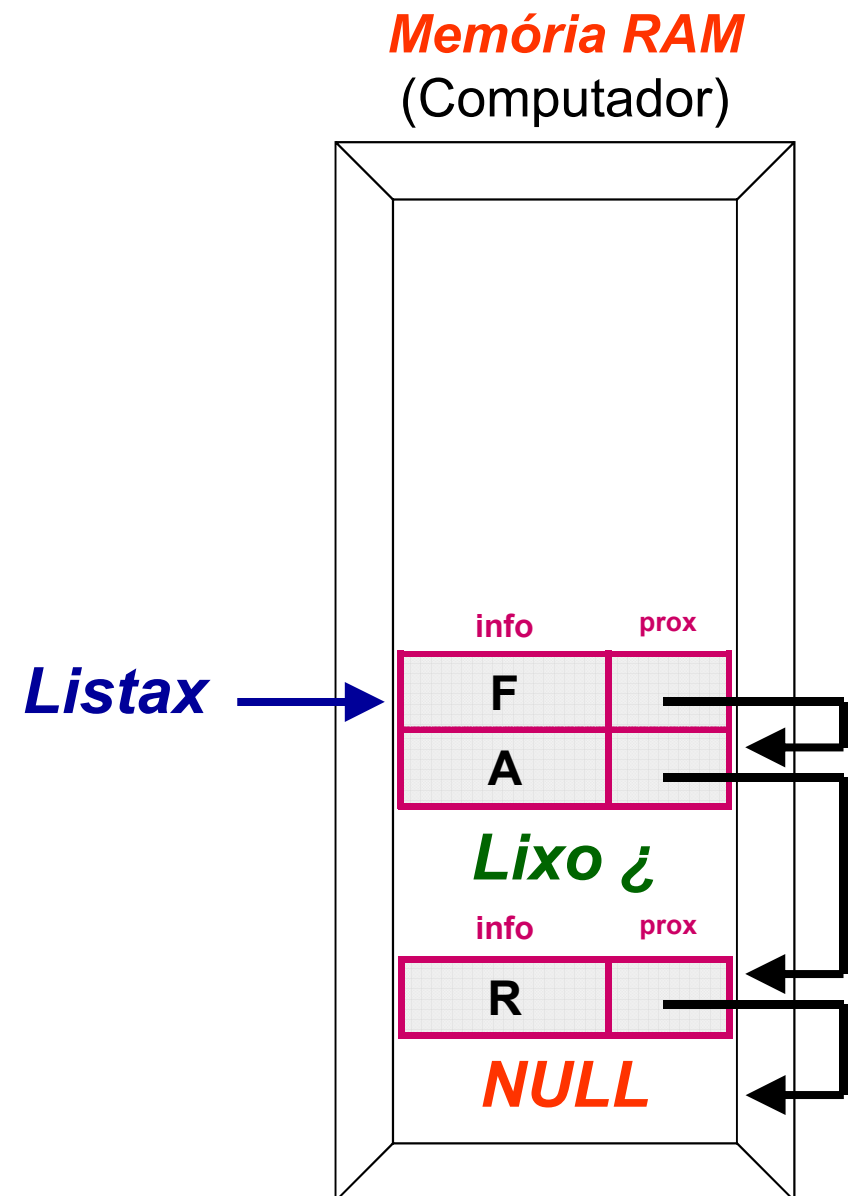 Memória RAM
(Computador)
info prox
Listax F
A
Lixo ¿
info prox
R
NULL